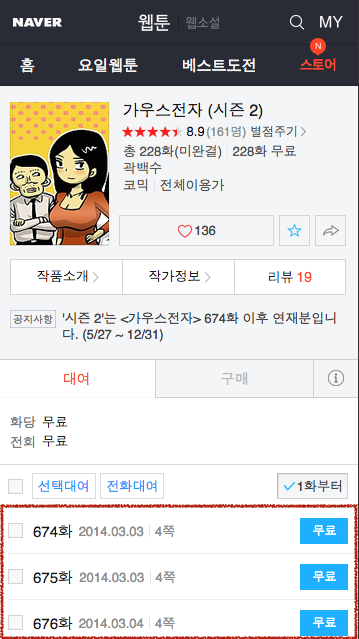 NAVER 웹툰 웹소설 MY
N
홈 요일웹툰 베스트도전 스토어
가우스전자 (시즌 2)
8.9 (161명) 별점주기
총 228화(미완결) 228화 무료
곽백수
코믹 전체이용가
136
작품소개 작가정보 리뷰 19
공지사항 '시즌 2'는 <가우스전자> 674화 이후 연재분입니
다. (5/27 ~ 12/31)
대여 구매
화당 무료
전회 무료
선택대여 전화대여 1화부터
674화 2014.03.03 4쪽 무료
675화 2014.03.03 4쪽 무료
676화 2014.03.04 4쪽 무료